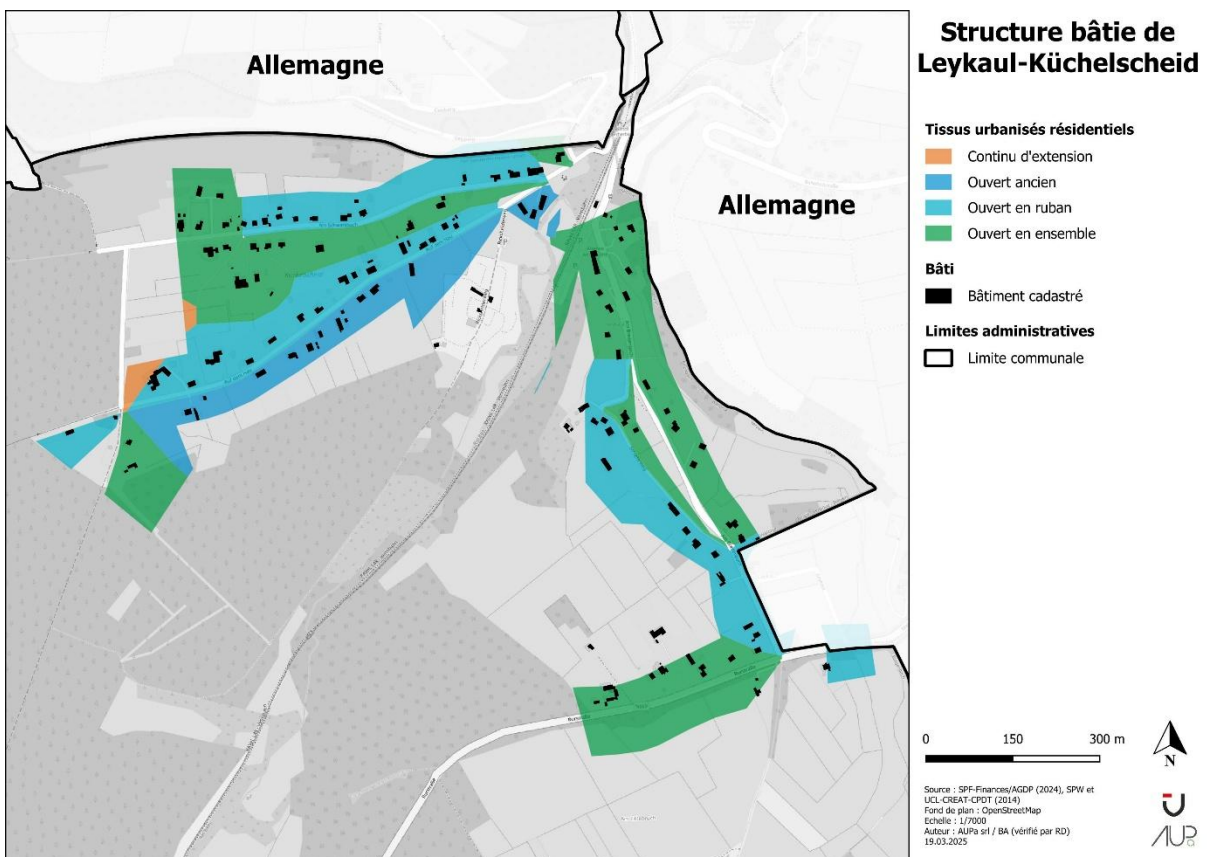 Structure bâtie de
Leykaul-Küchelscheid
Allemagne
Allemagne
Tissus urbanisés résidentiels
Continu d'extension
Ouvert ancien
Ouvert en ruban
Ouvert en ensemble
Bâti
Bâtiment cadastré
Limites administratives
Limite communale
0 150 300 m
N
Source : SPF-Finances/AGDP (2024), SPW et
UCL-CREAT-CPDT (2014)
Fond de plan : OpenStreetMap
Echelle : 1/7000
Auteur : AUPa srl / BA (vérifié par RD)
19.03.2025